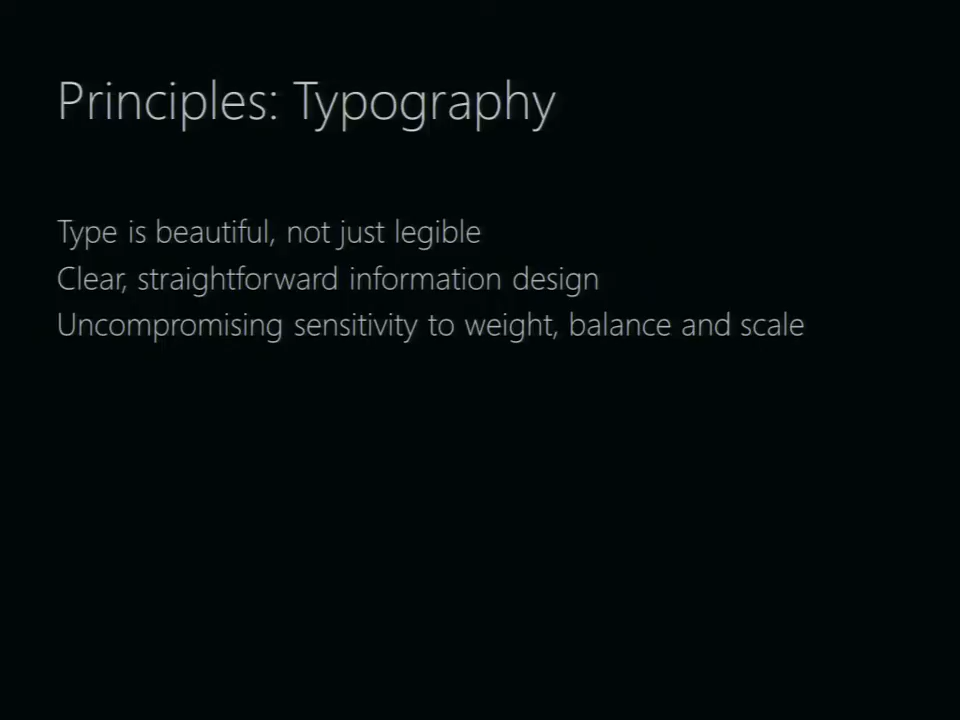 Principles: Typography
Type is beautiful, not just legible
Clear, straightforward information design
Uncompromising sensitivity to weight, balance and scale